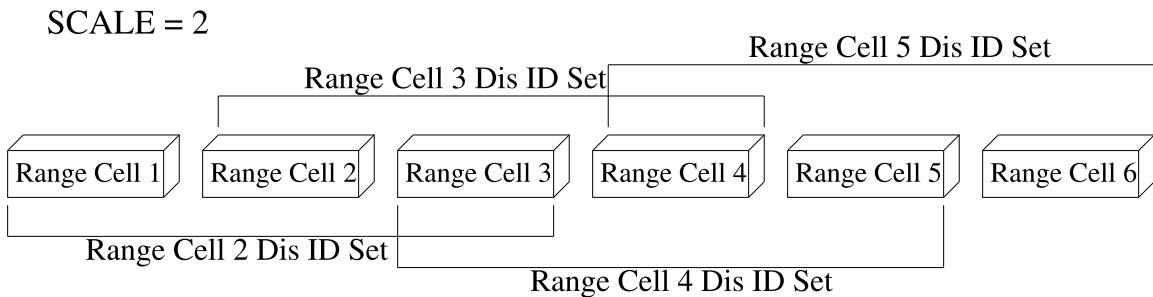 SCALE = 2
Range Cell 5 Dis ID Set
Range Cell 3 Dis ID Set
Range Cell 1
Range Cell 2
Range Cell 3
Range Cell 4
Range Cell 5
Range Cell 6
Range Cell 2 Dis ID Set
Range Cell 4 Dis ID Set